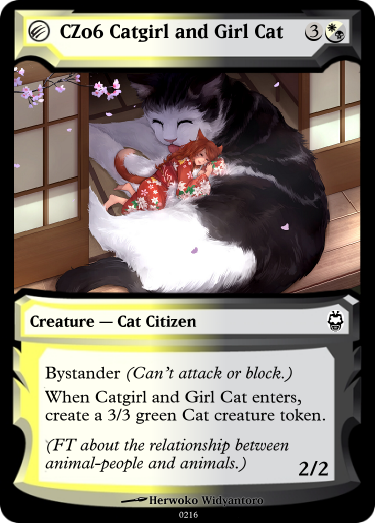 CZ06 Catgirl and Girl Cat 3
Creature — Cat Citizen
Bystander (Can't attack or block.)
When Catgirl and Girl Cat enters,
create a 3/3 green Cat creature token.
(FT about the relationship between
animal-people and animals.)
2/2
Herwoko Widyantoro
0216